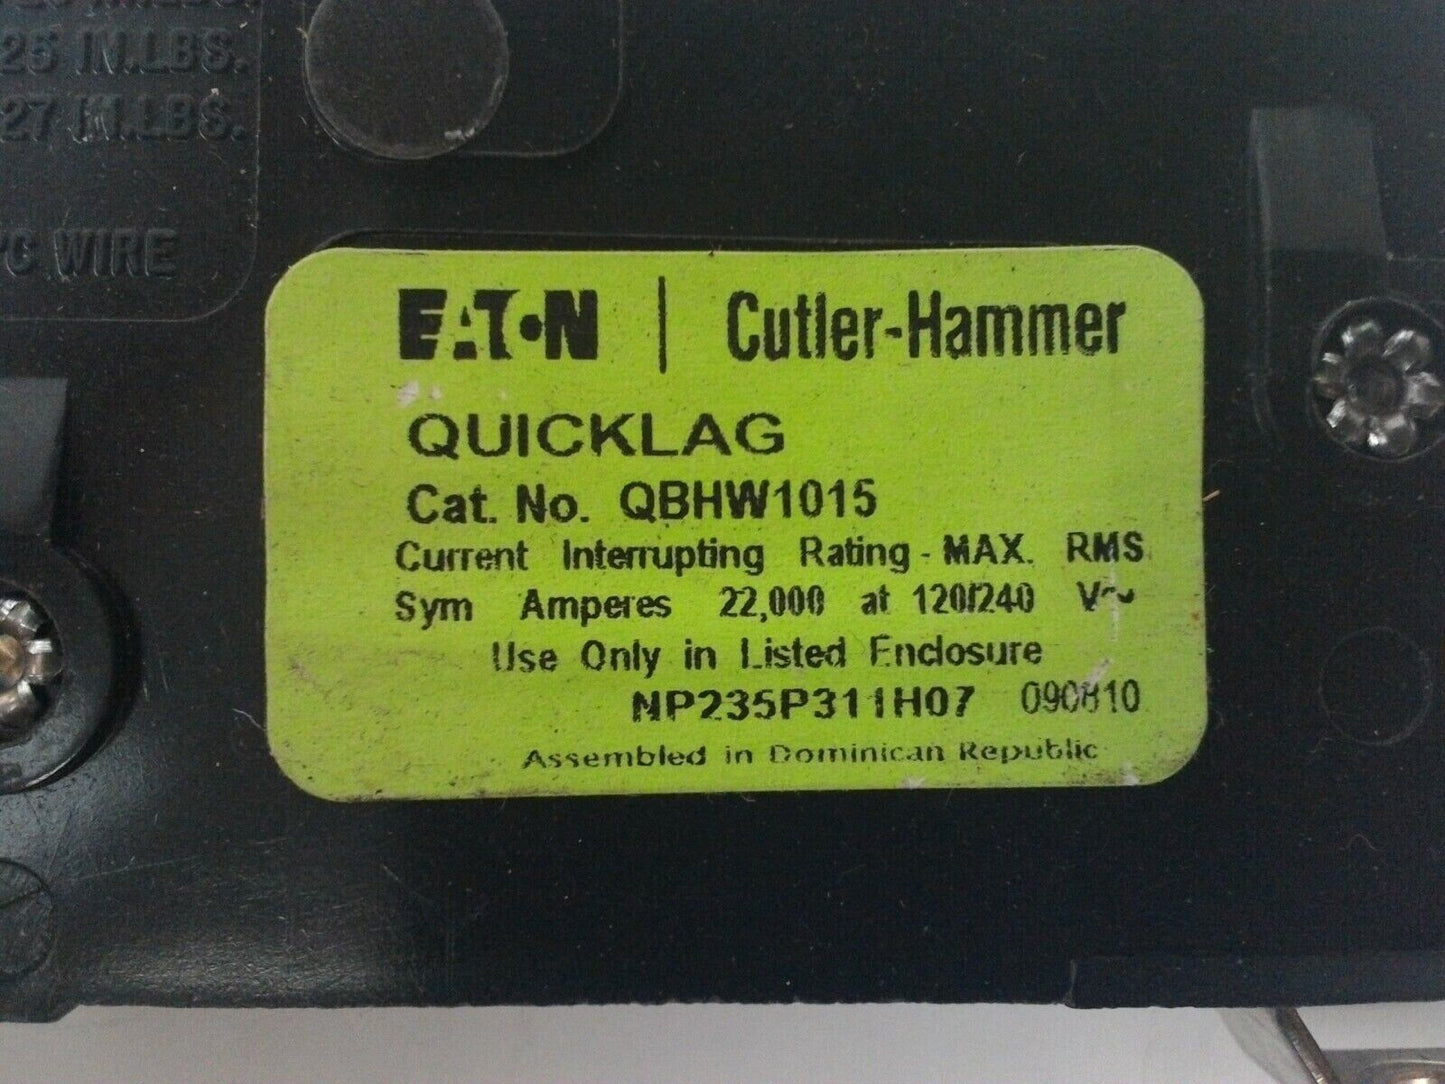 25 IN.LBS.
27 IN.LBS.
°C WIRE
EATON | Cutler-Hammer
QUICKLAG
Cat. No. QBHW1015
Current Interrupting Rating - MAX. RMS
Sym Amperes 22,000 at 120/240 V~
Use Only in Listed Enclosure
NP235P311H07 090810
Assembled in Dominican Republic